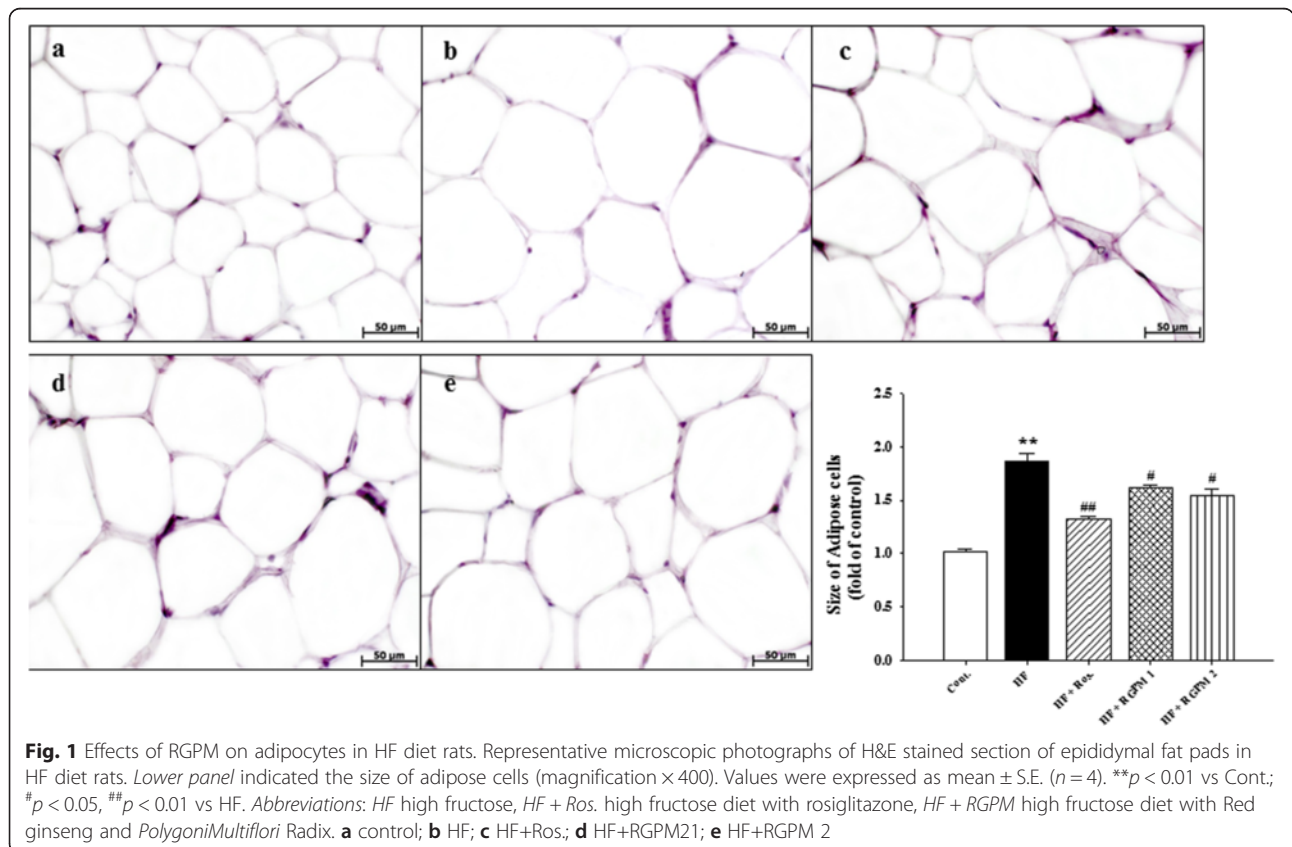 a
b
c
50 µm
50 µm
50 µm
d
e
50 µm
50 µm
Size of Adipose cells
(fold of control)
2.5
2.0
1.5
1.0
0.5
0.0
**
##
#
#
Cont.
HF
HF+ Ros.
HF+ RGPM 1
HF+ RGPM 2
Fig. 1 Effects of RGPM on adipocytes in HF diet rats. Representative microscopic photographs of H&E stained section of epididymal fat pads in
HF diet rats. Lower panel indicated the size of adipose cells (magnification × 400). Values were expressed as mean ± S.E. (n = 4). **p < 0.01 vs Cont.;
#p < 0.05, ##p < 0.01 vs HF. Abbreviations: HF high fructose, HF + Ros. high fructose diet with rosiglitazone, HF + RGPM high fructose diet with Red
ginseng and PolygoniMultiflori Radix. a control; b HF; c HF+Ros.; d HF+RGPM21; e HF+RGPM 2